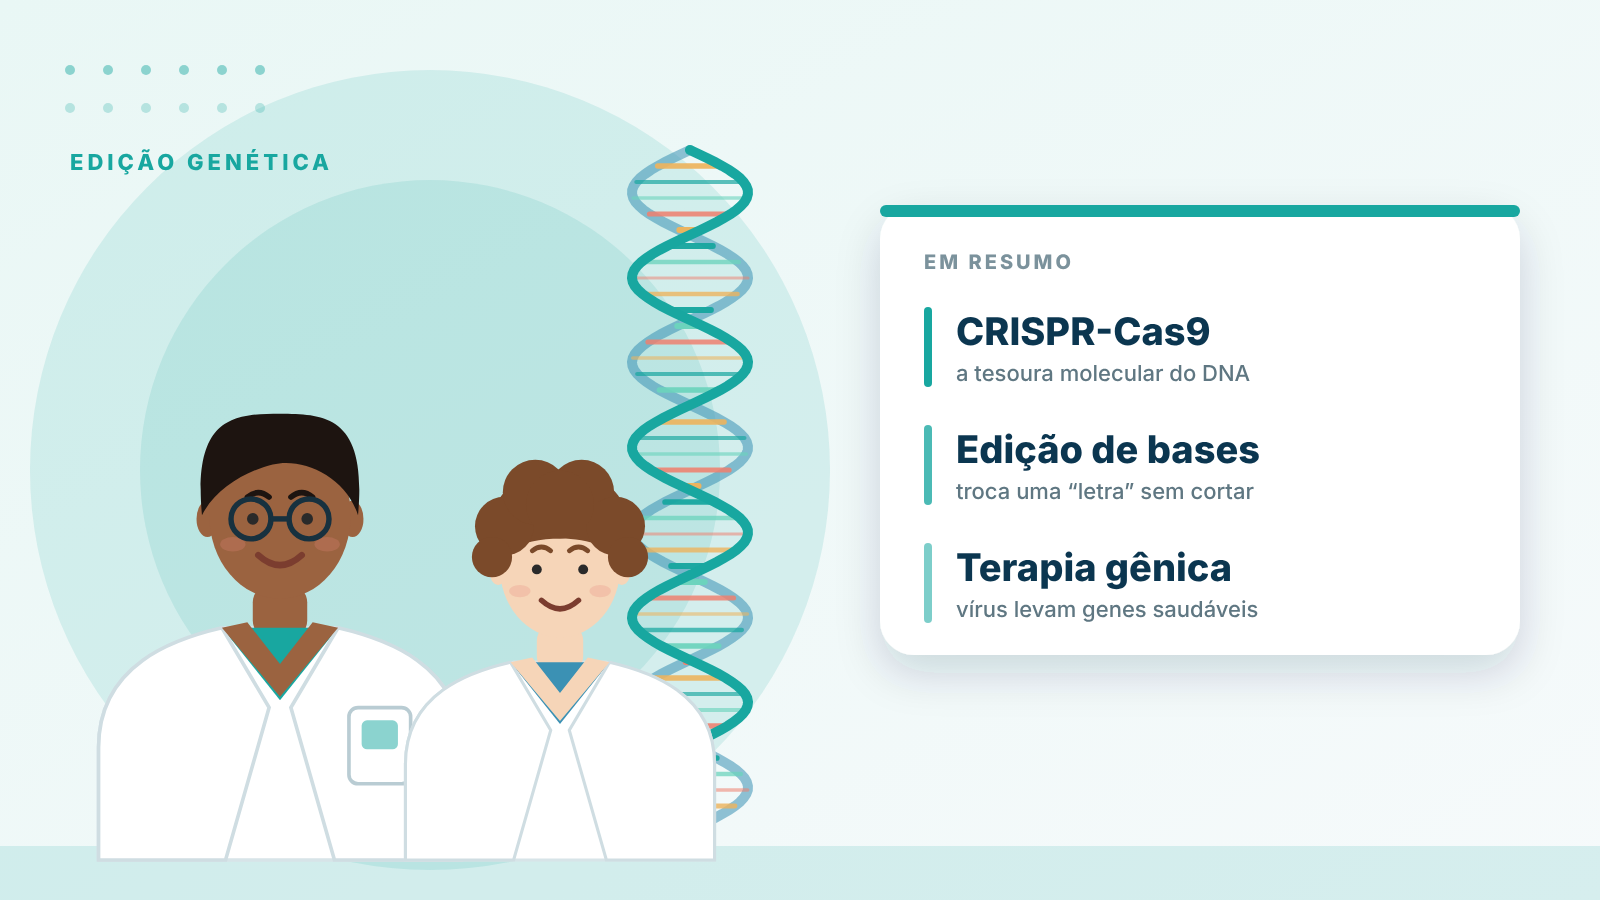 EDIÇÃO GENÉTICA
EM RESUMO
CRISPR-Cas9
a tesoura molecular do DNA
Edição de bases
troca uma “letra” sem cortar
Terapia gênica
vírus levam genes saudáveis